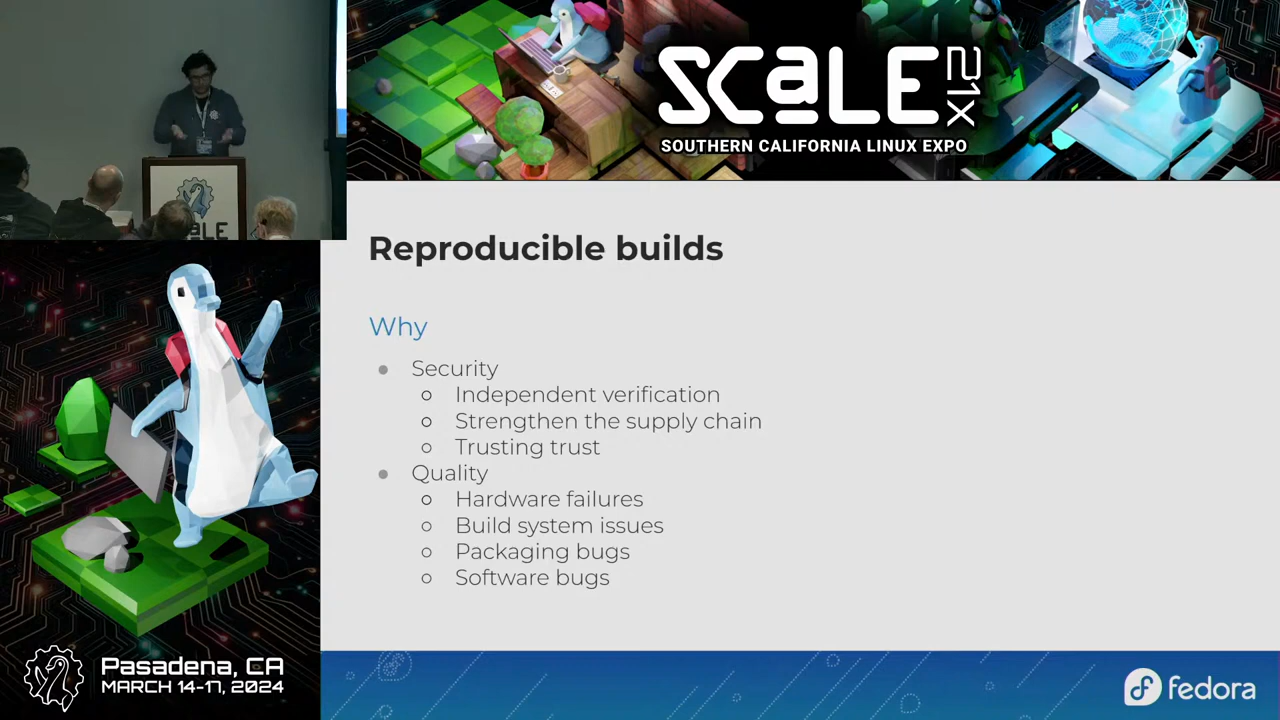 SCaLE 21X
SOUTHERN CALIFORNIA LINUX EXPO
SCALE
Reproducible builds
Why
Security
Independent verification
Strengthen the supply chain
Trusting trust
Quality
Hardware failures
Build system issues
Packaging bugs
Software bugs
Pasadena, CA
MARCH 14-17, 2024
fedora